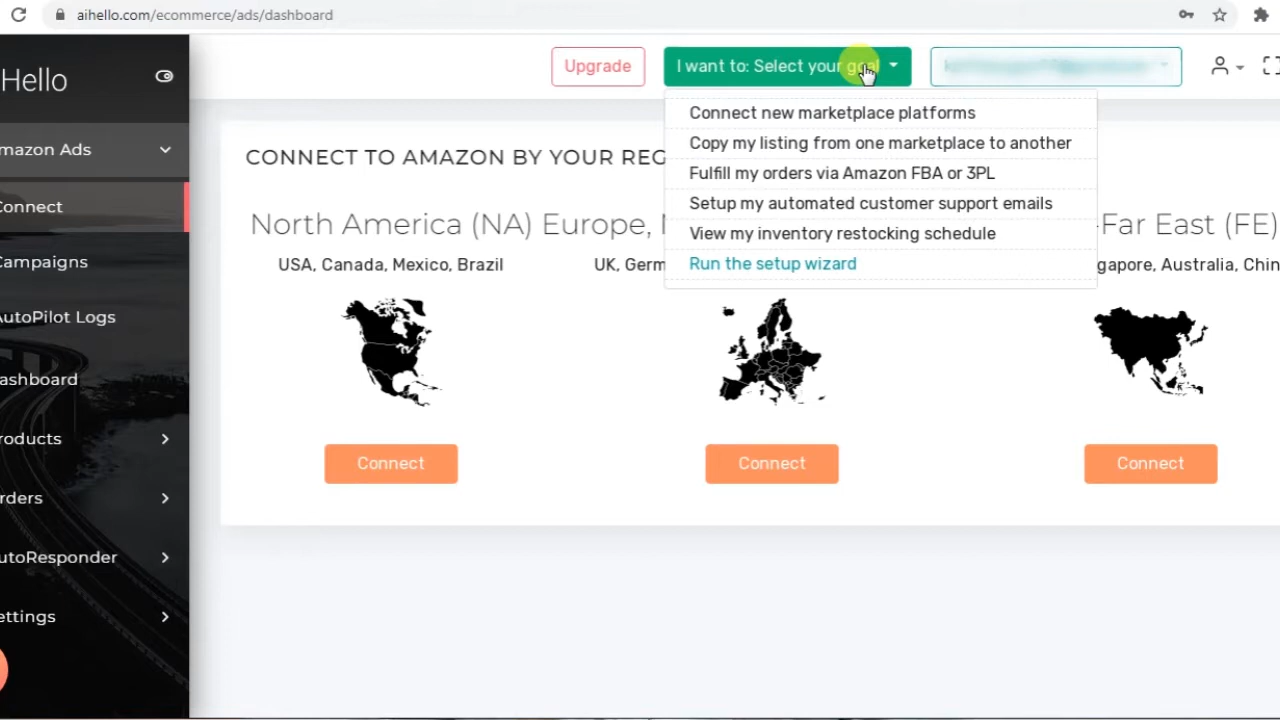 aihello.com/ecommerce/ads/dashboard
Hello
Upgrade
I want to: Select your goal
mazon Ads
Connect
Campaigns
AutoPilot Logs
ashboard
roducts
rders
utoResponder
ettings
Connect new marketplace platforms
Copy my listing from one marketplace to another
Fulfill my orders via Amazon FBA or 3PL
Setup my automated customer support emails
View my inventory restocking schedule
Run the setup wizard
CONNECT TO AMAZON BY YOUR REG
North America (NA) Europe, -Far East (FE)
USA, Canada, Mexico, Brazil UK, Germ gapore, Australia, Chin
Connect Connect Connect